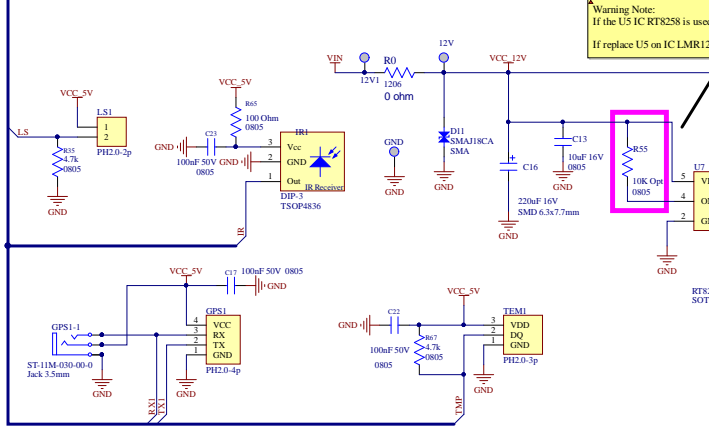 Warning Note:
If the U5 IC RT8258 is used
If replace U5 on IC LMR12
VIN
12V1
R0
1206
0 ohm
12V
VCC_12V
VCC_5V
LS1
1
2
PH2.0-2p
LS
R35
4.7k
0805
GND
VCC_5V
R65
100 Ohm
0805
GND
C23
100nF 50V
0805
GND
IR1
3
Vcc
2
GND
1
Out
IR Receiver
DIP-3
TSOP4836
IR
GND
D11
SMAJ18CA
SMA
GND
C16
220uF 16V
SMD 6.3x7.7mm
GND
C13
10uF 16V
0805
GND
R55
10K Opt
0805
U7
5
4
2
GND
SOT
VCC_5V
C17
100nF 50V
0805
GND
GPS1-1
ST-11M-030-00-0
Jack 3.5mm
GND
GPS1
4
VCC
3
RX
2
TX
1
GND
PH2.0-4p
GND
RX1
TX1
VCC_5V
GND
C22
100nF 50V
0805
R67
4.7k
0805
TEM1
3
VDD
2
DQ
1
GND
PH2.0-3p
GND
TMP